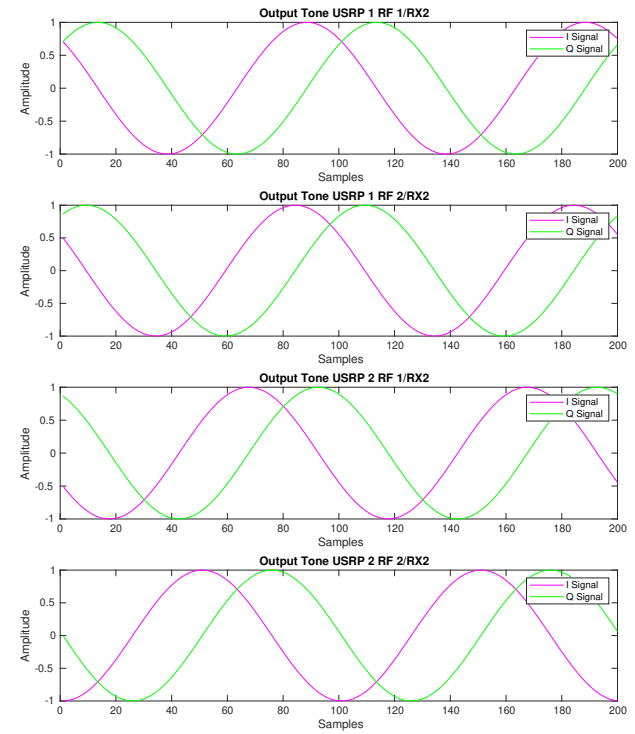 Output Tone USRP 1 RF 1/RX2
1
0.5
0
-0.5
-1
Amplitude
I Signal
Q Signal
0 20 40 60 80 100 120 140 160 180 200
Samples
Output Tone USRP 1 RF 2/RX2
1
0.5
0
-0.5
-1
Amplitude
I Signal
Q Signal
0 20 40 60 80 100 120 140 160 180 200
Samples
Output Tone USRP 2 RF 1/RX2
1
0.5
0
-0.5
-1
Amplitude
I Signal
Q Signal
0 20 40 60 80 100 120 140 160 180 200
Samples
Output Tone USRP 2 RF 2/RX2
1
0.5
0
-0.5
-1
Amplitude
I Signal
Q Signal
0 20 40 60 80 100 120 140 160 180 200
Samples